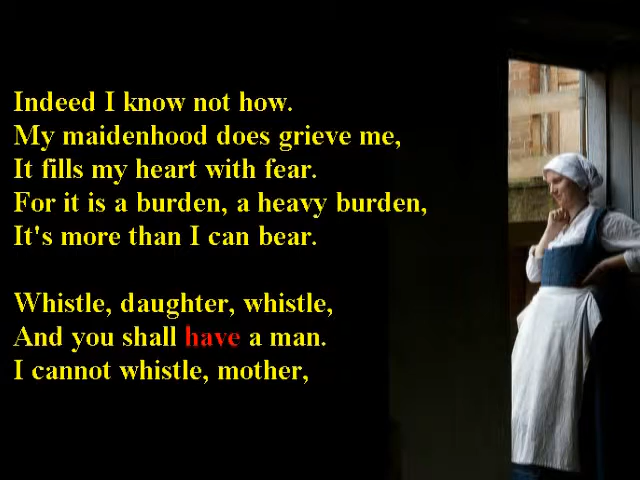 Indeed I know not how.
My maidenhood does grieve me,
It fills my heart with fear.
For it is a burden, a heavy burden,
It's more than I can bear.
Whistle, daughter, whistle,
And you shall have a man.
I cannot whistle, mother,